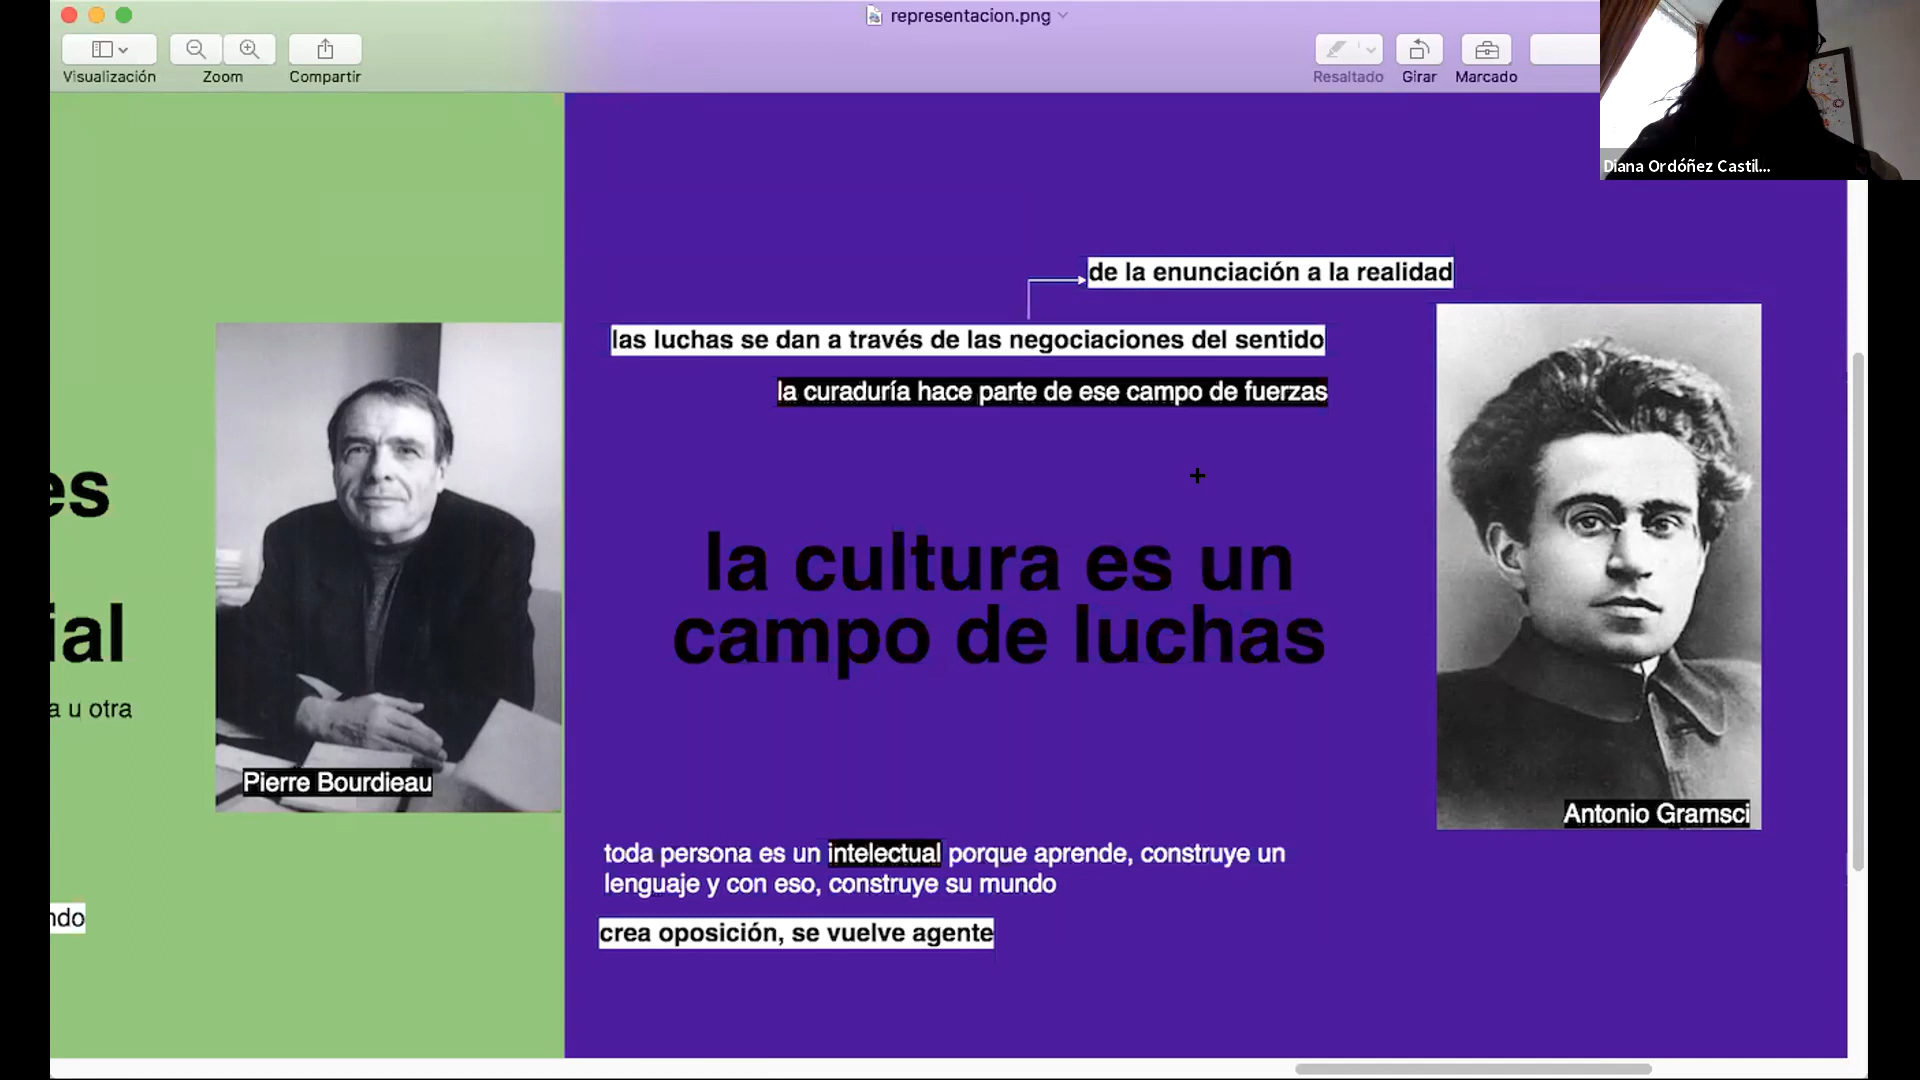 representacion.png
Visualización
Zoom
Compartir
Resaltado
Girar
Marcado
Diana Ordóñez Castil...
es
ial
a u otra
ndo
Pierre Bourdieau
de la enunciación a la realidad
las luchas se dan a través de las negociaciones del sentido
la curaduría hace parte de ese campo de fuerzas
la cultura es un
campo de luchas
Antonio Gramsci
toda persona es un intelectual porque aprende, construye un
lenguaje y con eso, construye su mundo
crea oposición, se vuelve agente